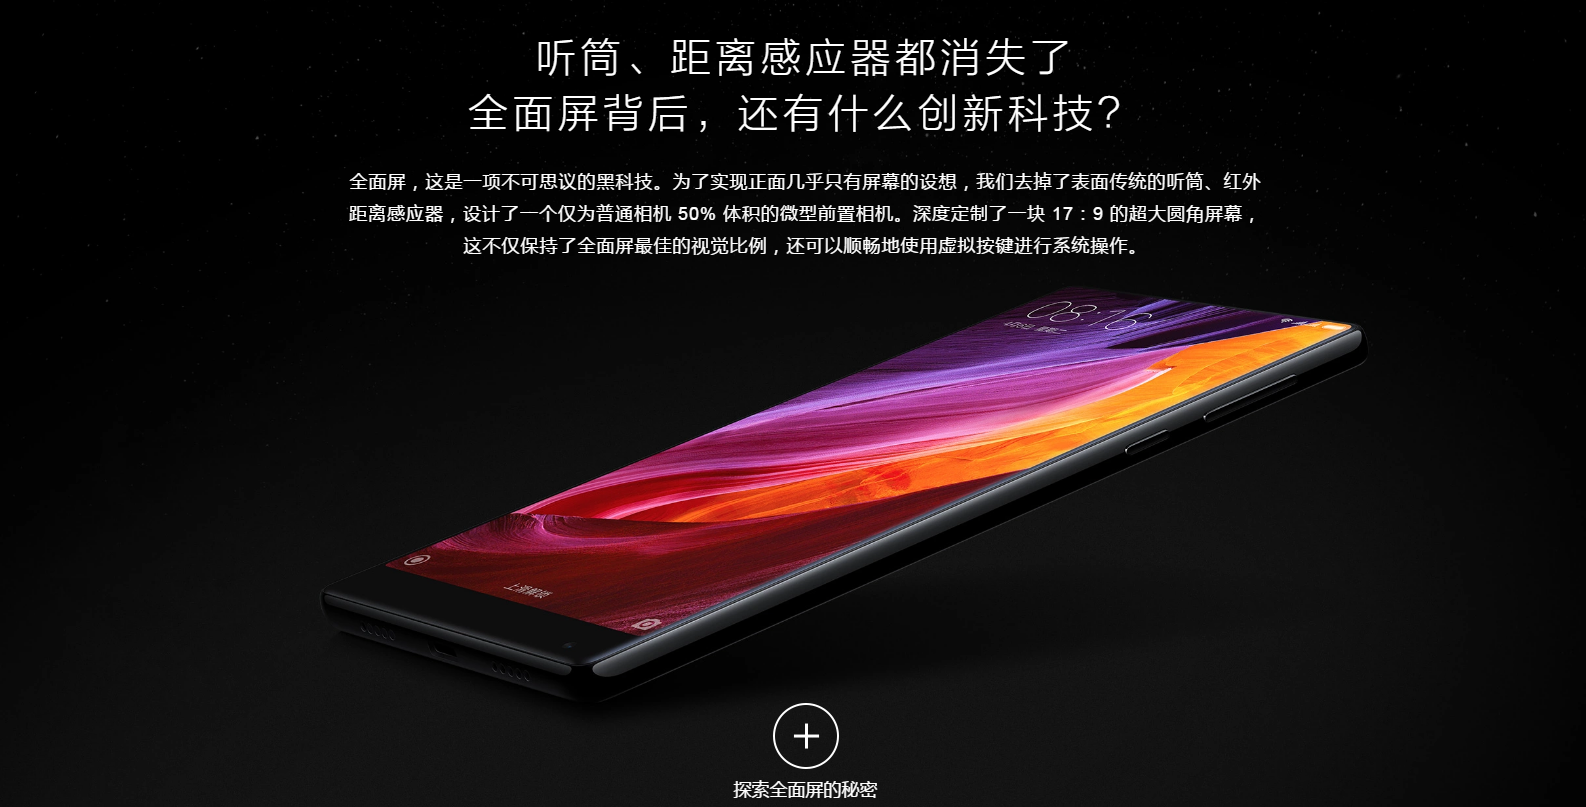 听筒、距离感应器都消失了
全面屏背后，还有什么创新科技？
全面屏，这是一项不可思议的黑科技。为了实现正面几乎只有屏幕的设想，我们去掉了表面传统的听筒、红外
距离感应器，设计了一个仅为普通相机 50% 体积的微型前置相机。深度定制了一块 17：9 的超大圆角屏幕，
这不仅保持了全面屏最佳的视觉比例，还可以顺畅地使用虚拟按键进行系统操作。
08:16
上滑解锁
探索全面屏的秘密